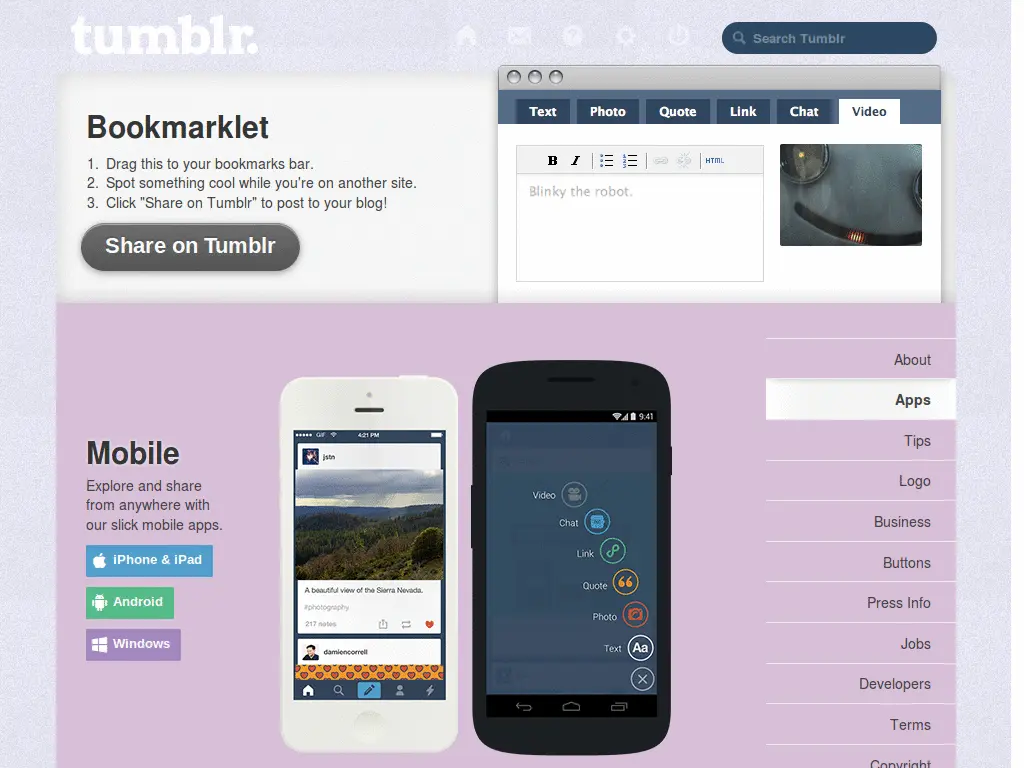 tumblr.
Search Tumblr
Bookmarklet
1. Drag this to your bookmarks bar.
2. Spot something cool while you're on another site.
3. Click "Share on Tumblr" to post to your blog!
Share on Tumblr
Text Photo Quote Link Chat Video
B I HTML
Blinky the robot.
Mobile
Explore and share
from anywhere with
our slick mobile apps.
iPhone & iPad
Android
Windows
GIF 4:21 PM
jstn
A beautiful view of the Sierra Nevada.
#photography
217 notes
damiencorrell
9:41
Video
Chat
Link
Quote
Photo
Text Aa
About
Apps
Tips
Logo
Business
Buttons
Press Info
Jobs
Developers
Terms
Copyright